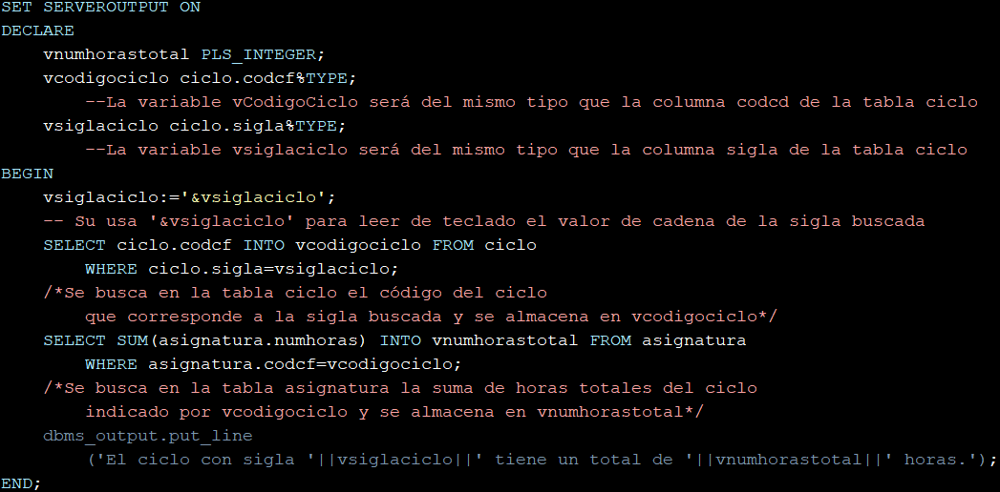 SET SERVEROUTPUT ON
DECLARE
    vnumhorastotal PLS_INTEGER;
    vcodigociclo ciclo.codcf%TYPE;
        --La variable vCodigoCiclo será del mismo tipo que la columna codcd de la tabla ciclo
    vsiglaciclo ciclo.sigla%TYPE;
        --La variable vsiglaciclo será del mismo tipo que la columna sigla de la tabla ciclo
BEGIN
    vsiglaciclo:='&vsiglaciclo';
    -- Su usa '&vsiglaciclo' para leer de teclado el valor de cadena de la sigla buscada
    SELECT ciclo.codcf INTO vcodigociclo FROM ciclo
        WHERE ciclo.sigla=vsiglaciclo;
    /*Se busca en la tabla ciclo el código del ciclo
        que corresponde a la sigla buscada y se almacena en vcodigociclo*/
    SELECT SUM(asignatura.numhoras) INTO vnumhorastotal FROM asignatura
        WHERE asignatura.codcf=vcodigociclo;
    /*Se busca en la tabla asignatura la suma de horas totales del ciclo
        indicado por vcodigociclo y se almacena en vnumhorastotal*/
    dbms_output.put_line
        ('El ciclo con sigla '||vsiglaciclo||' tiene un total de '||vnumhorastotal||' horas.');
END;